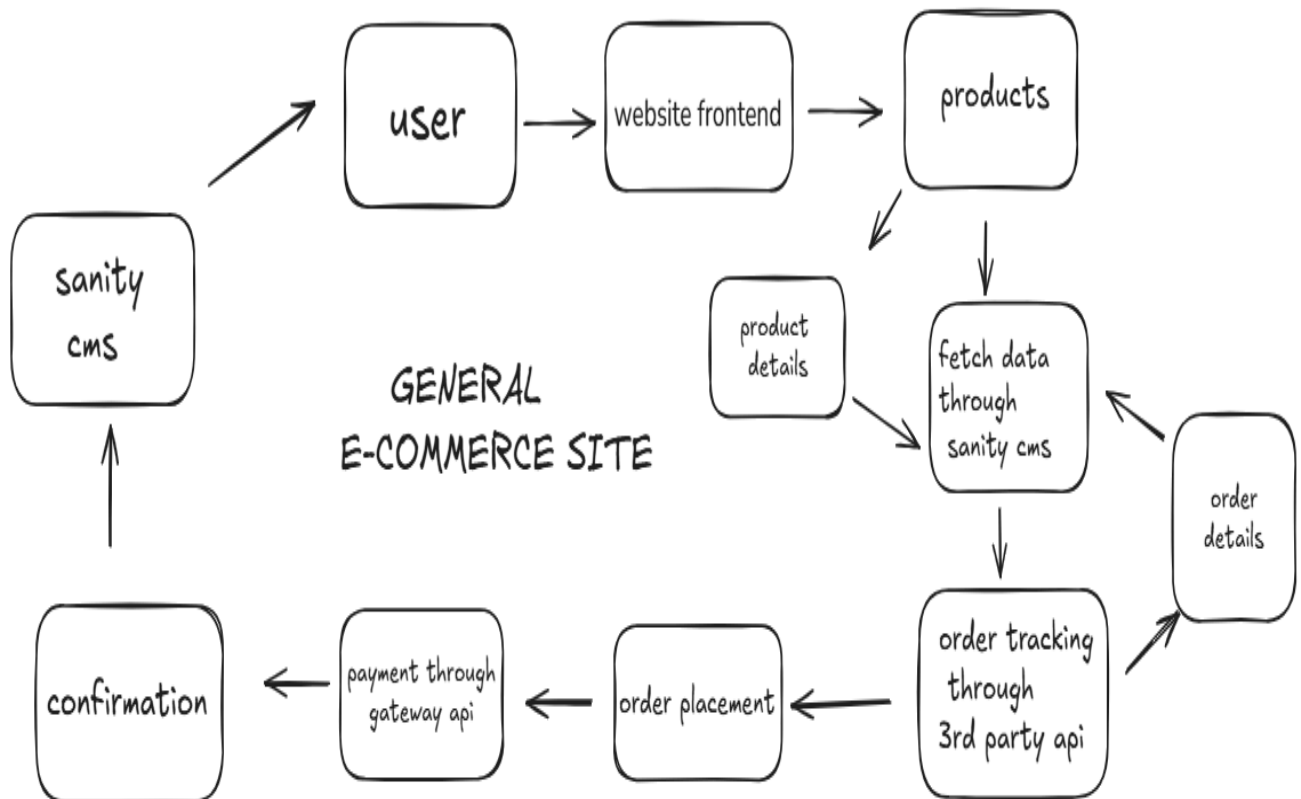 user
website frontend
products
sanity
cms
product
details
fetch data
through
sanity cms
GENERAL
E-COMMERCE SITE
order
details
order tracking
through
3rd party api
order placement
payment through
gateway api
confirmation